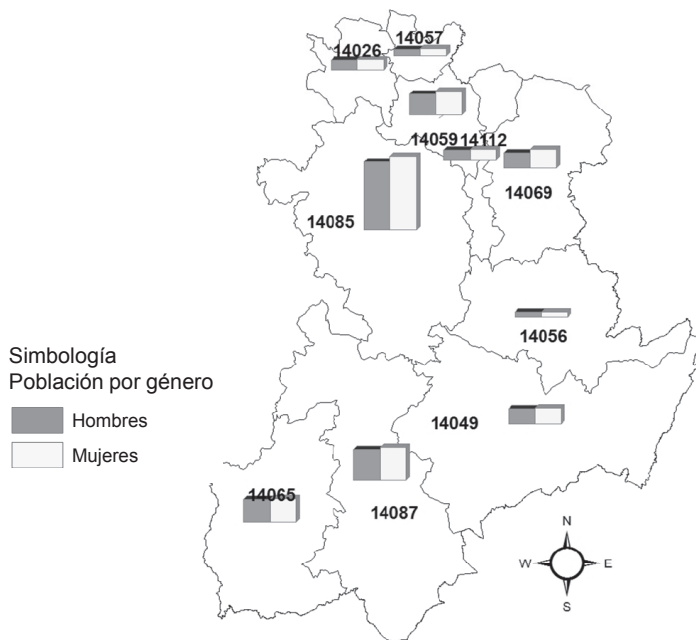 14057
14026
14059 14112
14069
14085
14056
Simbología
Población por género
Hombres
Mujeres
14049
14065
14087
N
W E
S